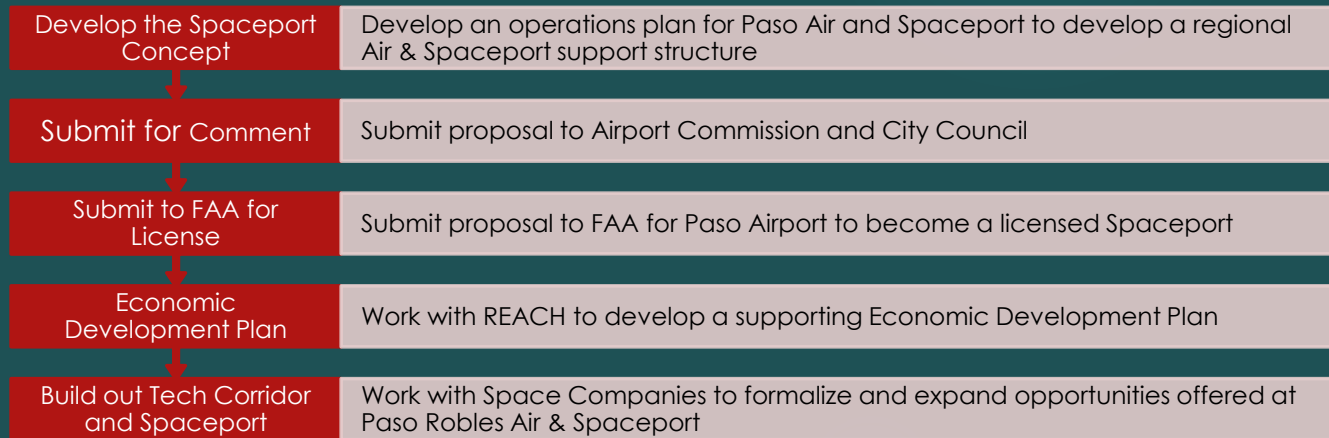 Develop the Spaceport
Concept
Develop an operations plan for Paso Air and Spaceport to develop a regional
Air & Spaceport support structure
Submit for Comment
Submit proposal to Airport Commission and City Council
Submit to FAA for
License
Submit proposal to FAA for Paso Airport to become a licensed Spaceport
Economic
Development Plan
Work with REACH to develop a supporting Economic Development Plan
Build out Tech Corridor
and Spaceport
Work with Space Companies to formalize and expand opportunities offered at
Paso Robles Air & Spaceport